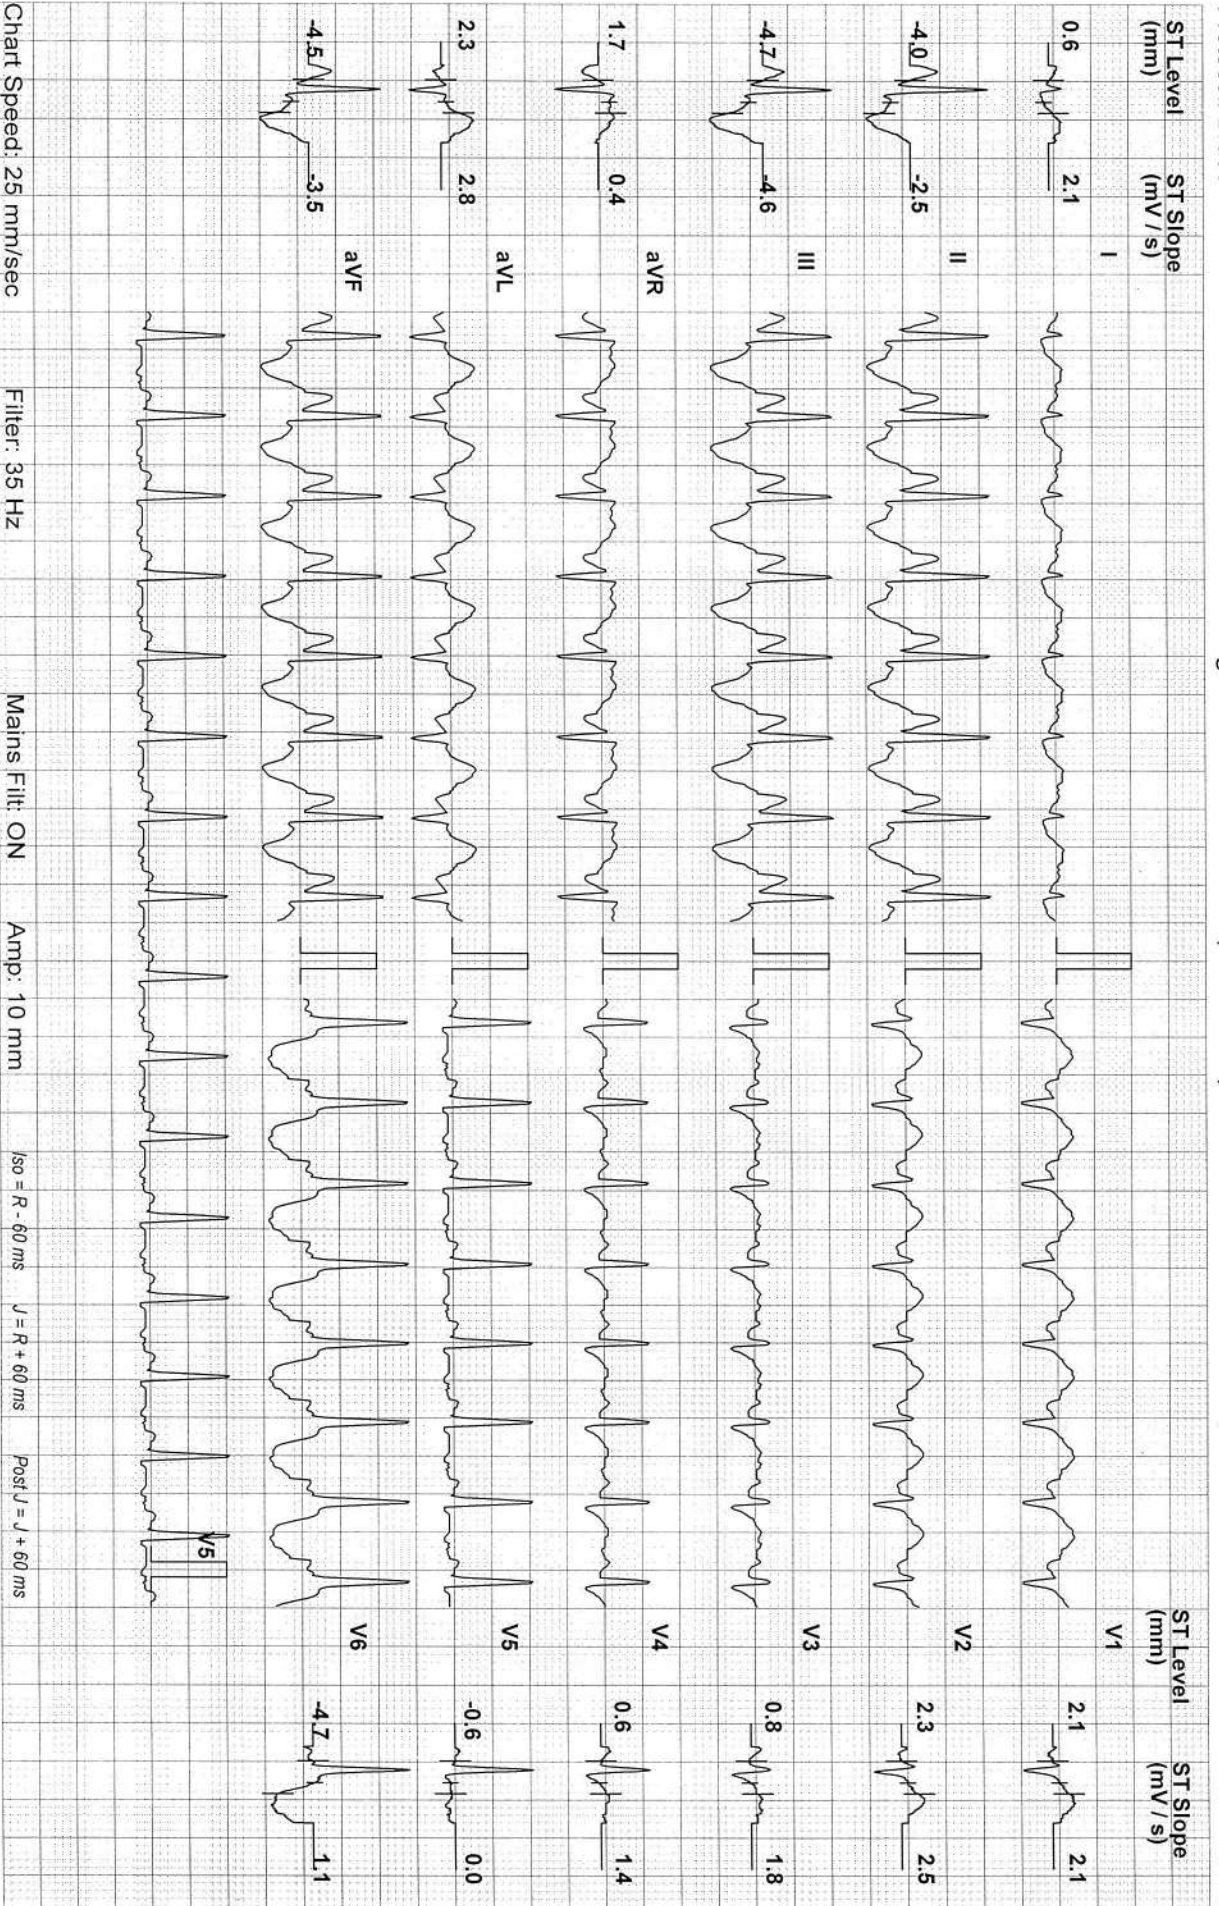 ST Level ST Slope
(mm) (mV / s)
0.6 2.1
I
-4.0 -2.5
II
-4.7 -4.6
III
1.7 0.4
aVR
2.3 2.8
aVL
-4.5 -3.5
aVF
ST Level ST Slope
(mm) (mV / s)
V1
2.1 2.1
V2
2.3 2.5
V3
0.8 1.8
V4
0.6 1.4
V5
-0.6 0.0
V6
-4.7 1.1
V5
Chart Speed: 25 mm/sec Filter: 35 Hz Mains Filt: ON Amp: 10 mm Iso = R - 60 ms J = R + 60 ms Post J = J + 60 ms